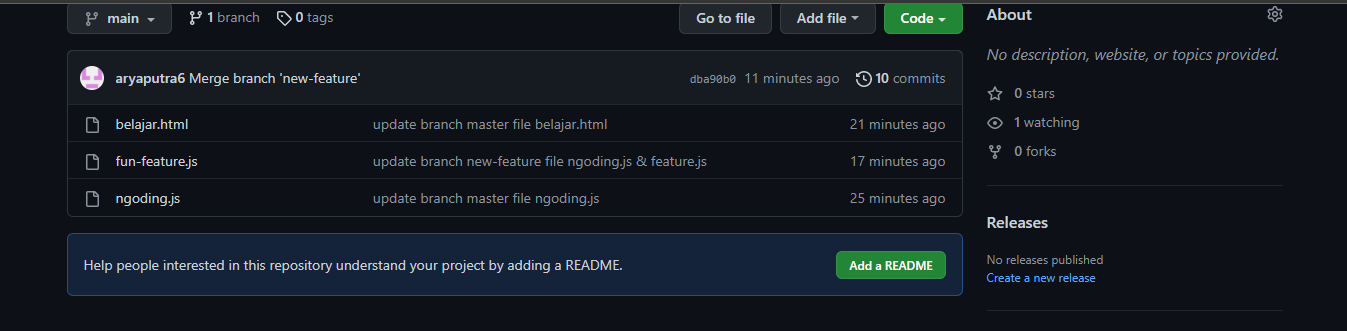 main 1 branch 0 tags Go to file Add file Code
aryaputra6 Merge branch 'new-feature' dba90b0 11 minutes ago 10 commits
belajar.html update branch master file belajar.html 21 minutes ago
fun-feature.js update branch new-feature file ngoding.js & feature.js 17 minutes ago
ngoding.js update branch master file ngoding.js 25 minutes ago
Help people interested in this repository understand your project by adding a README. Add a README
About
No description, website, or topics provided.
0 stars
1 watching
0 forks
Releases
No releases published
Create a new release